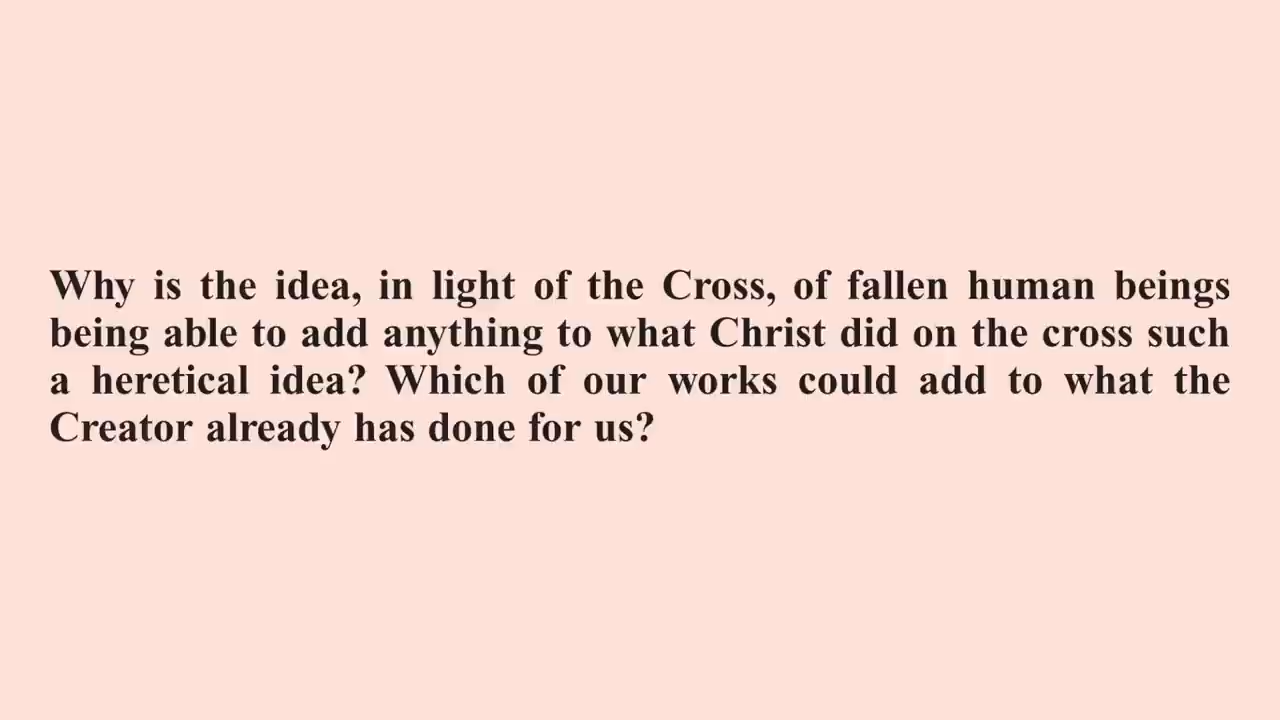 Why is the idea, in light of the Cross, of fallen human beings
being able to add anything to what Christ did on the cross such
a heretical idea? Which of our works could add to what the
Creator already has done for us?